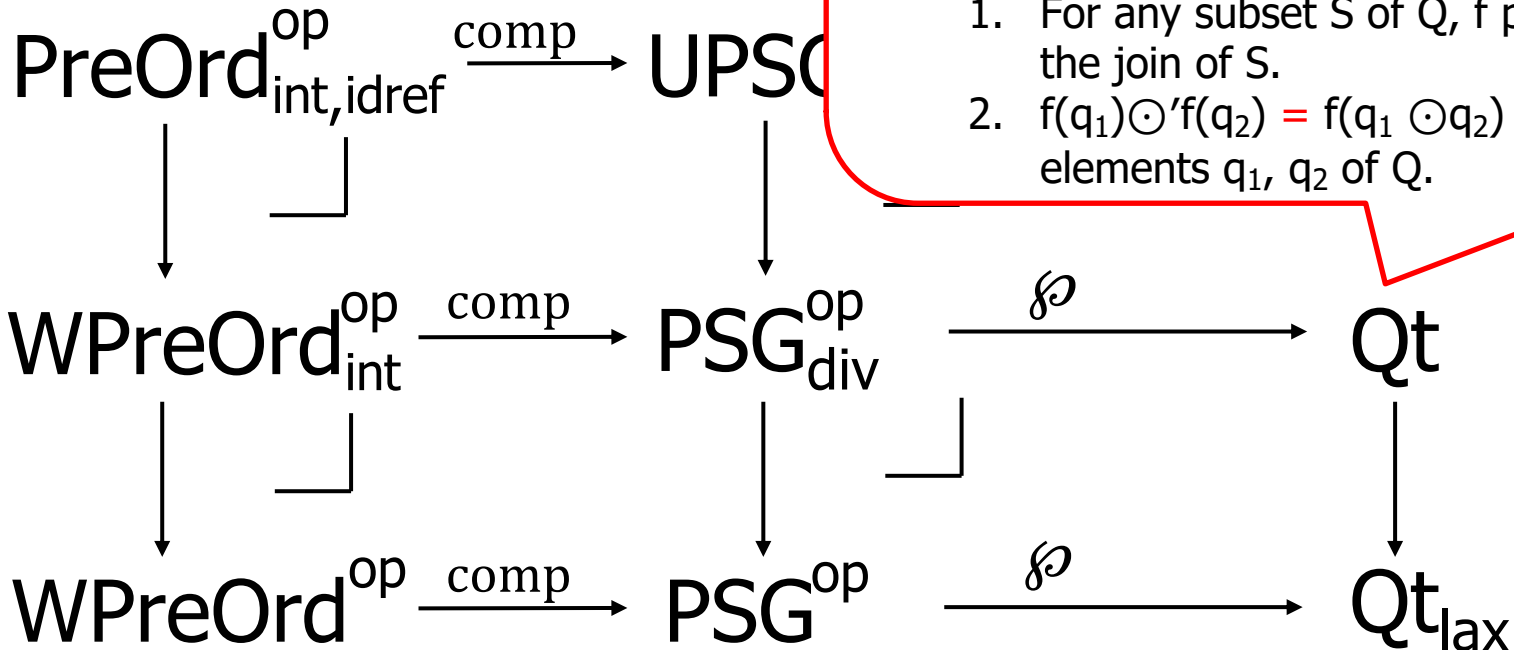 PreOrd^op_int,idref comp UPSG
1. For any subset S of Q, f
the join of S.
2. f(q₁)⊙′f(q₂) = f(q₁ ⊙q₂)
elements q₁, q₂ of Q.
WPreOrd^op_int comp PSG^op_div ℘ Qt
WPreOrd^op comp PSG^op ℘ Qt_lax